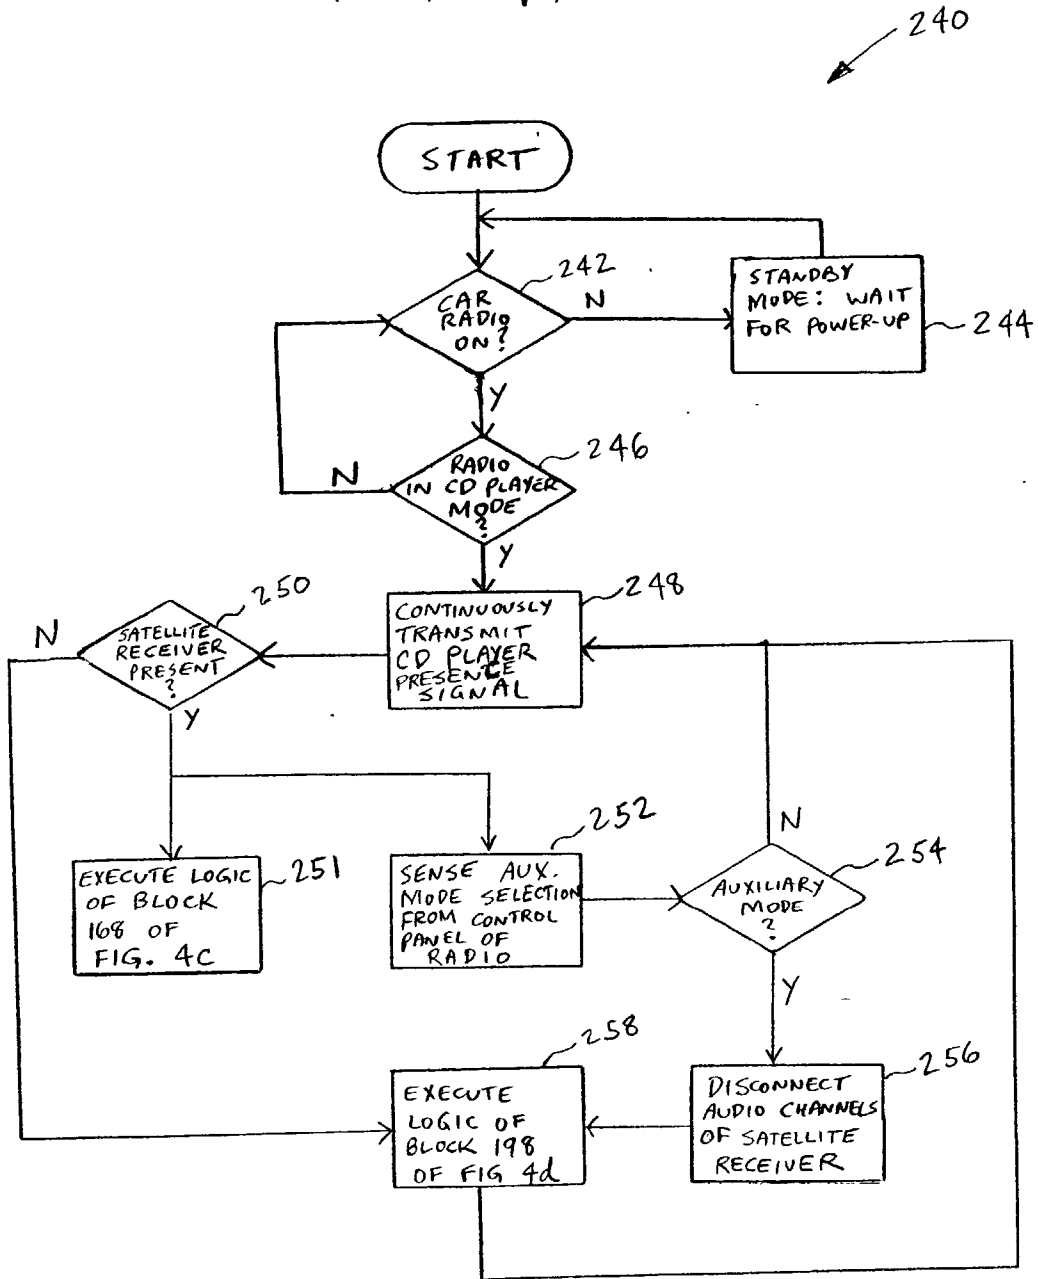 240
START
242
CAR
RADIO
ON?
N
STANDBY
MODE: WAIT
FOR POWER-UP
244
Y
246
RADIO
IN CD PLAYER
MODE
?
N
Y
248
CONTINUOUSLY
TRANSMIT
CD PLAYER
PRESENCE
SIGNAL
250
SATELLITE
RECEIVER
PRESENT
?
N
Y
251
EXECUTE LOGIC
OF BLOCK
168 OF
FIG. 4C
252
SENSE AUX.
MODE SELECTION
FROM CONTROL
PANEL OF
RADIO
N
254
AUXILIARY
MODE
?
Y
258
EXECUTE
LOGIC OF
BLOCK 198
OF FIG 4d
256
DISCONNECT
AUDIO CHANNELS
OF SATELLITE
RECEIVER